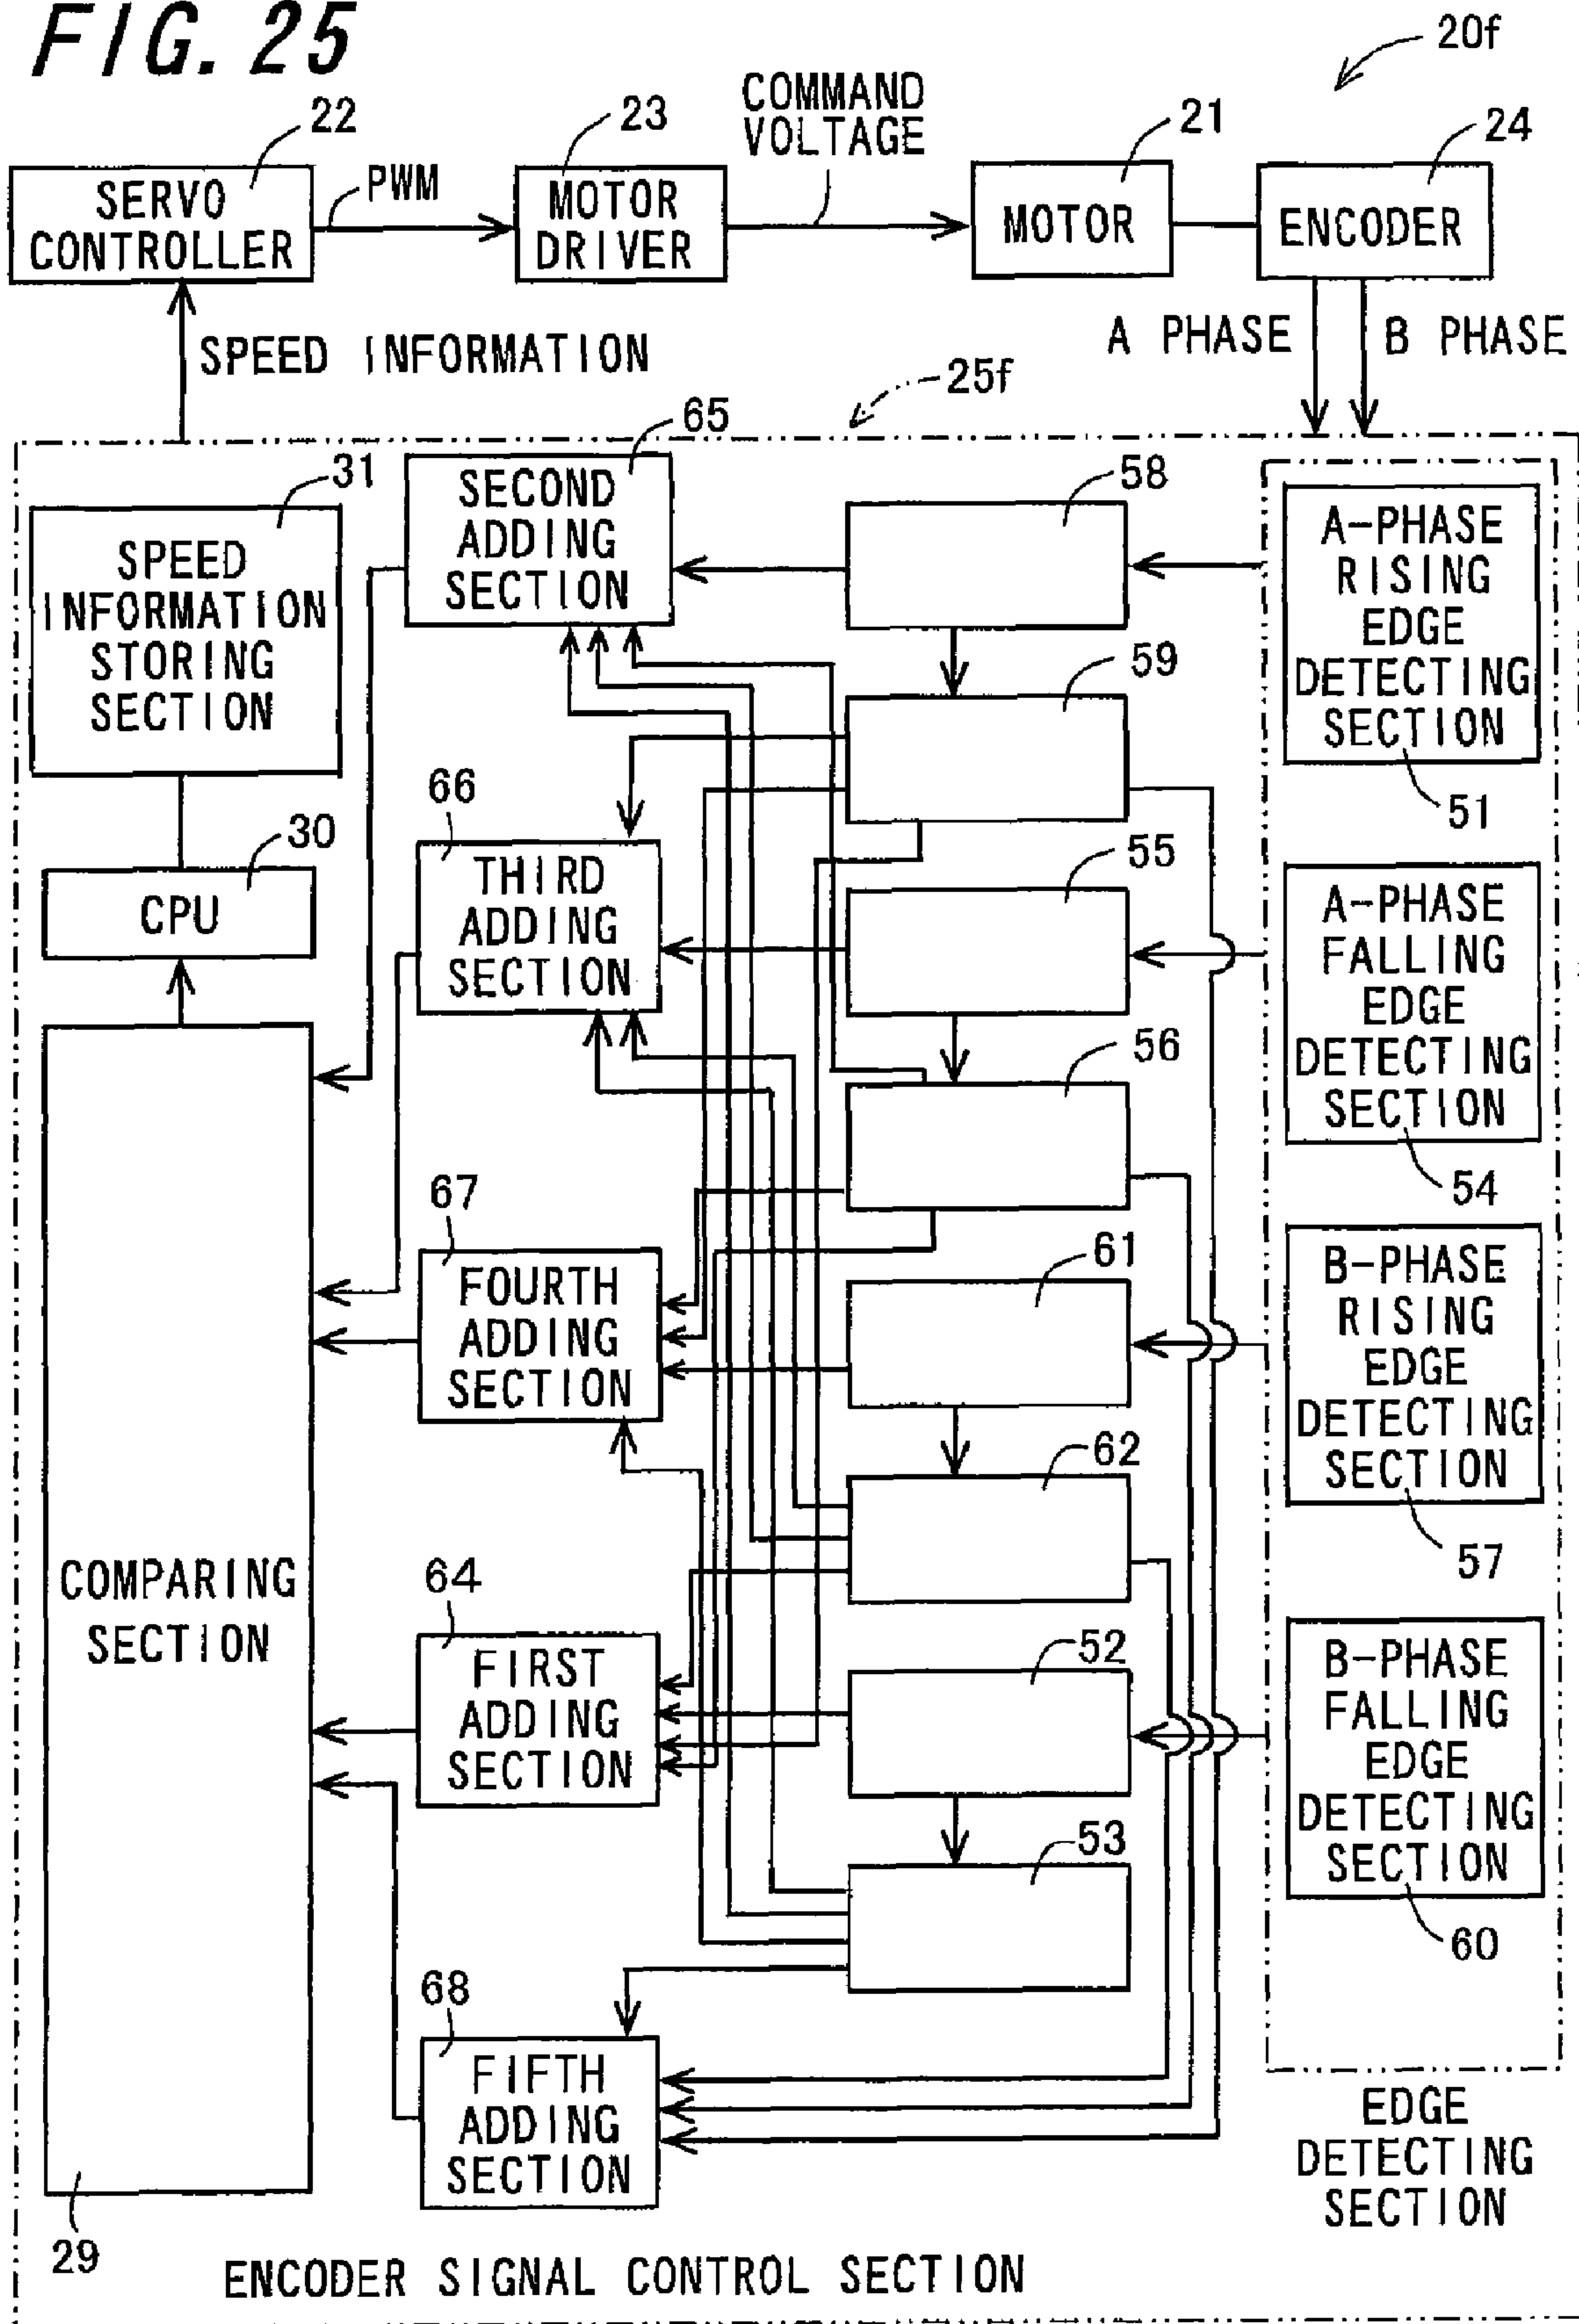 FIG. 25
20f
22
23
COMMAND
VOLTAGE
21
24
SERVO
CONTROLLER
PWM
MOTOR
DRIVER
MOTOR
ENCODER
SPEED INFORMATION
A PHASE
B PHASE
25f
31
SPEED
INFORMATION
STORING
SECTION
65
SECOND
ADDING
SECTION
58
A-PHASE
RISING
EDGE
DETECTING
SECTION
51
59
30
CPU
66
THIRD
ADDING
SECTION
55
A-PHASE
FALLING
EDGE
DETECTING
SECTION
54
56
67
FOURTH
ADDING
SECTION
61
B-PHASE
RISING
EDGE
DETECTING
SECTION
57
62
COMPARING
SECTION
64
FIRST
ADDING
SECTION
52
B-PHASE
FALLING
EDGE
DETECTING
SECTION
60
53
68
FIFTH
ADDING
SECTION
EDGE
DETECTING
SECTION
29
ENCODER SIGNAL CONTROL SECTION